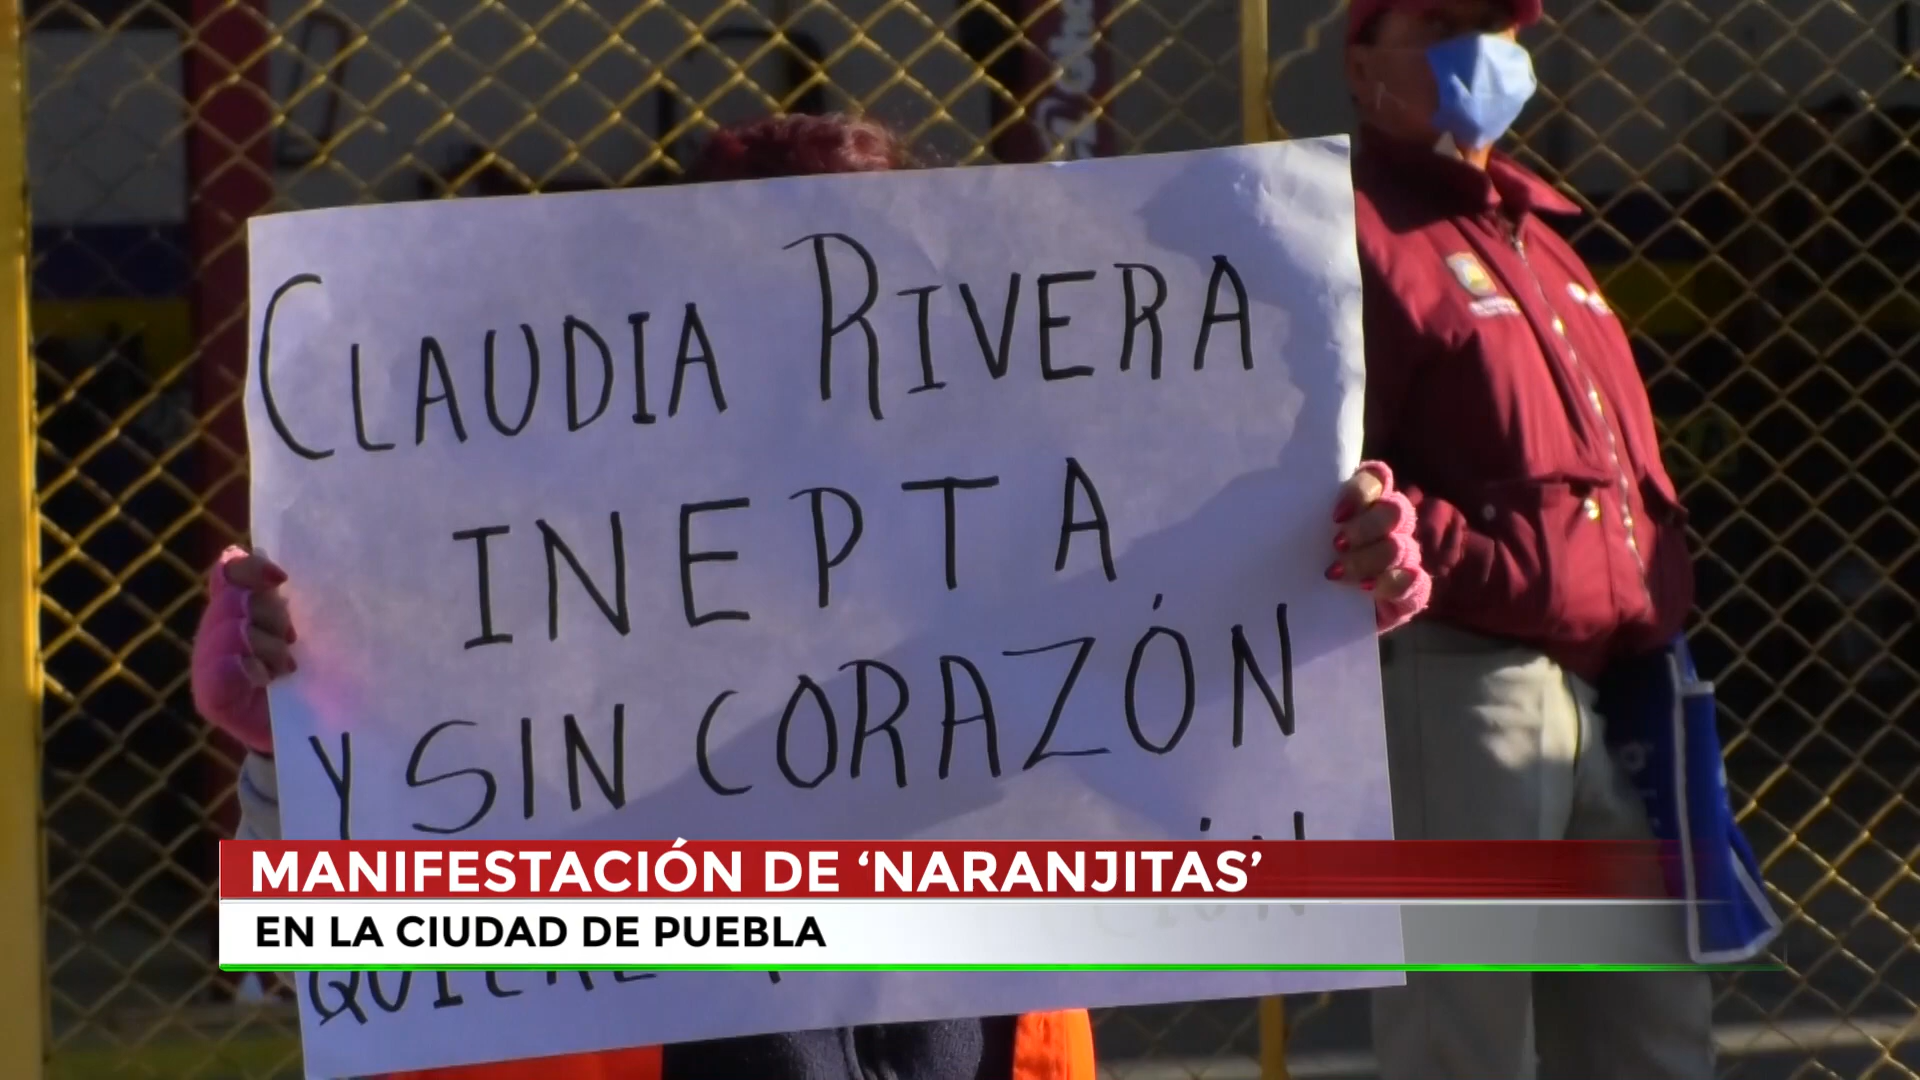 CLAUDIA RIVERA
INEPTA
Y SIN CORAZÓN
MANIFESTACIÓN DE ‘NARANJITAS’
EN LA CIUDAD DE PUEBLA